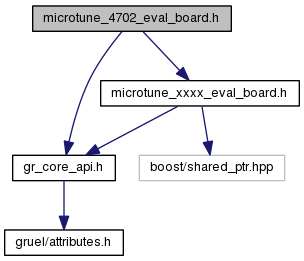 microtune_4702_eval_board.h
microtune_xxxx_eval_board.h
gr_core_api.h
boost/shared_ptr.hpp
gruel/attributes.h